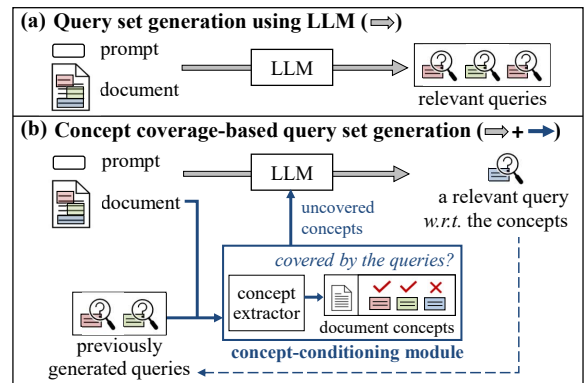 (a) Query set generation using LLM (⇒)
prompt
document
LLM
relevant queries
(b) Concept coverage-based query set generation (⇒ + →)
prompt
document
LLM
a relevant query
w.r.t. the concepts
uncovered
concepts
covered by the queries?
concept
extractor
document concepts
concept-conditioning module
previously
generated queries